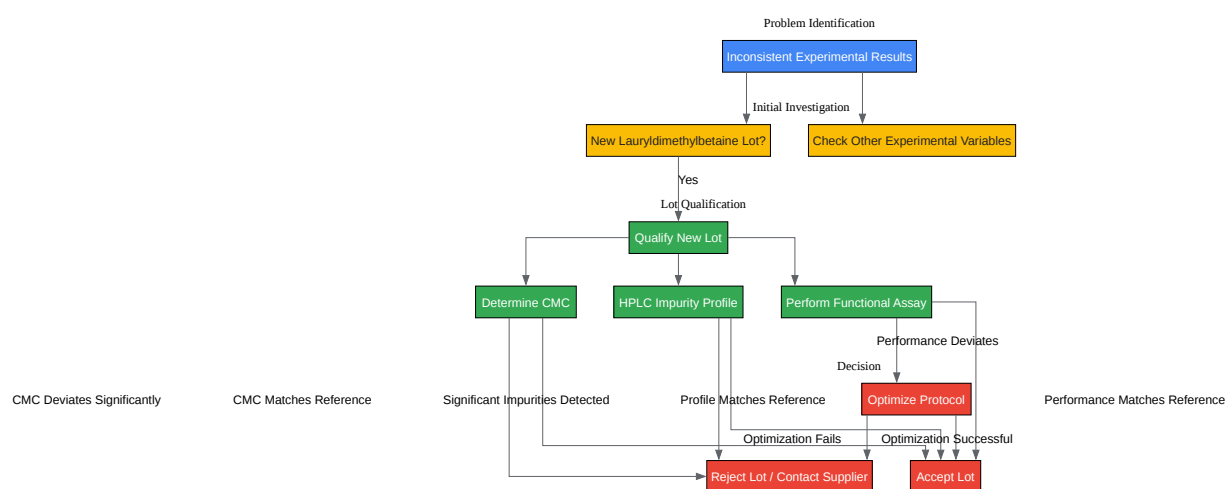 Problem Identification
Inconsistent Experimental Results
Initial Investigation
New Lauryldimethylbetaine Lot?
Check Other Experimental Variables
Yes
Lot Qualification
Qualify New Lot
Determine CMC
HPLC Impurity Profile
Perform Functional Assay
Performance Deviates
Decision
CMC Deviates Significantly
CMC Matches Reference
Significant Impurities Detected
Profile Matches Reference
Optimize Protocol
Performance Matches Reference
Optimization Fails
Optimization Successful
Reject Lot / Contact Supplier
Accept Lot